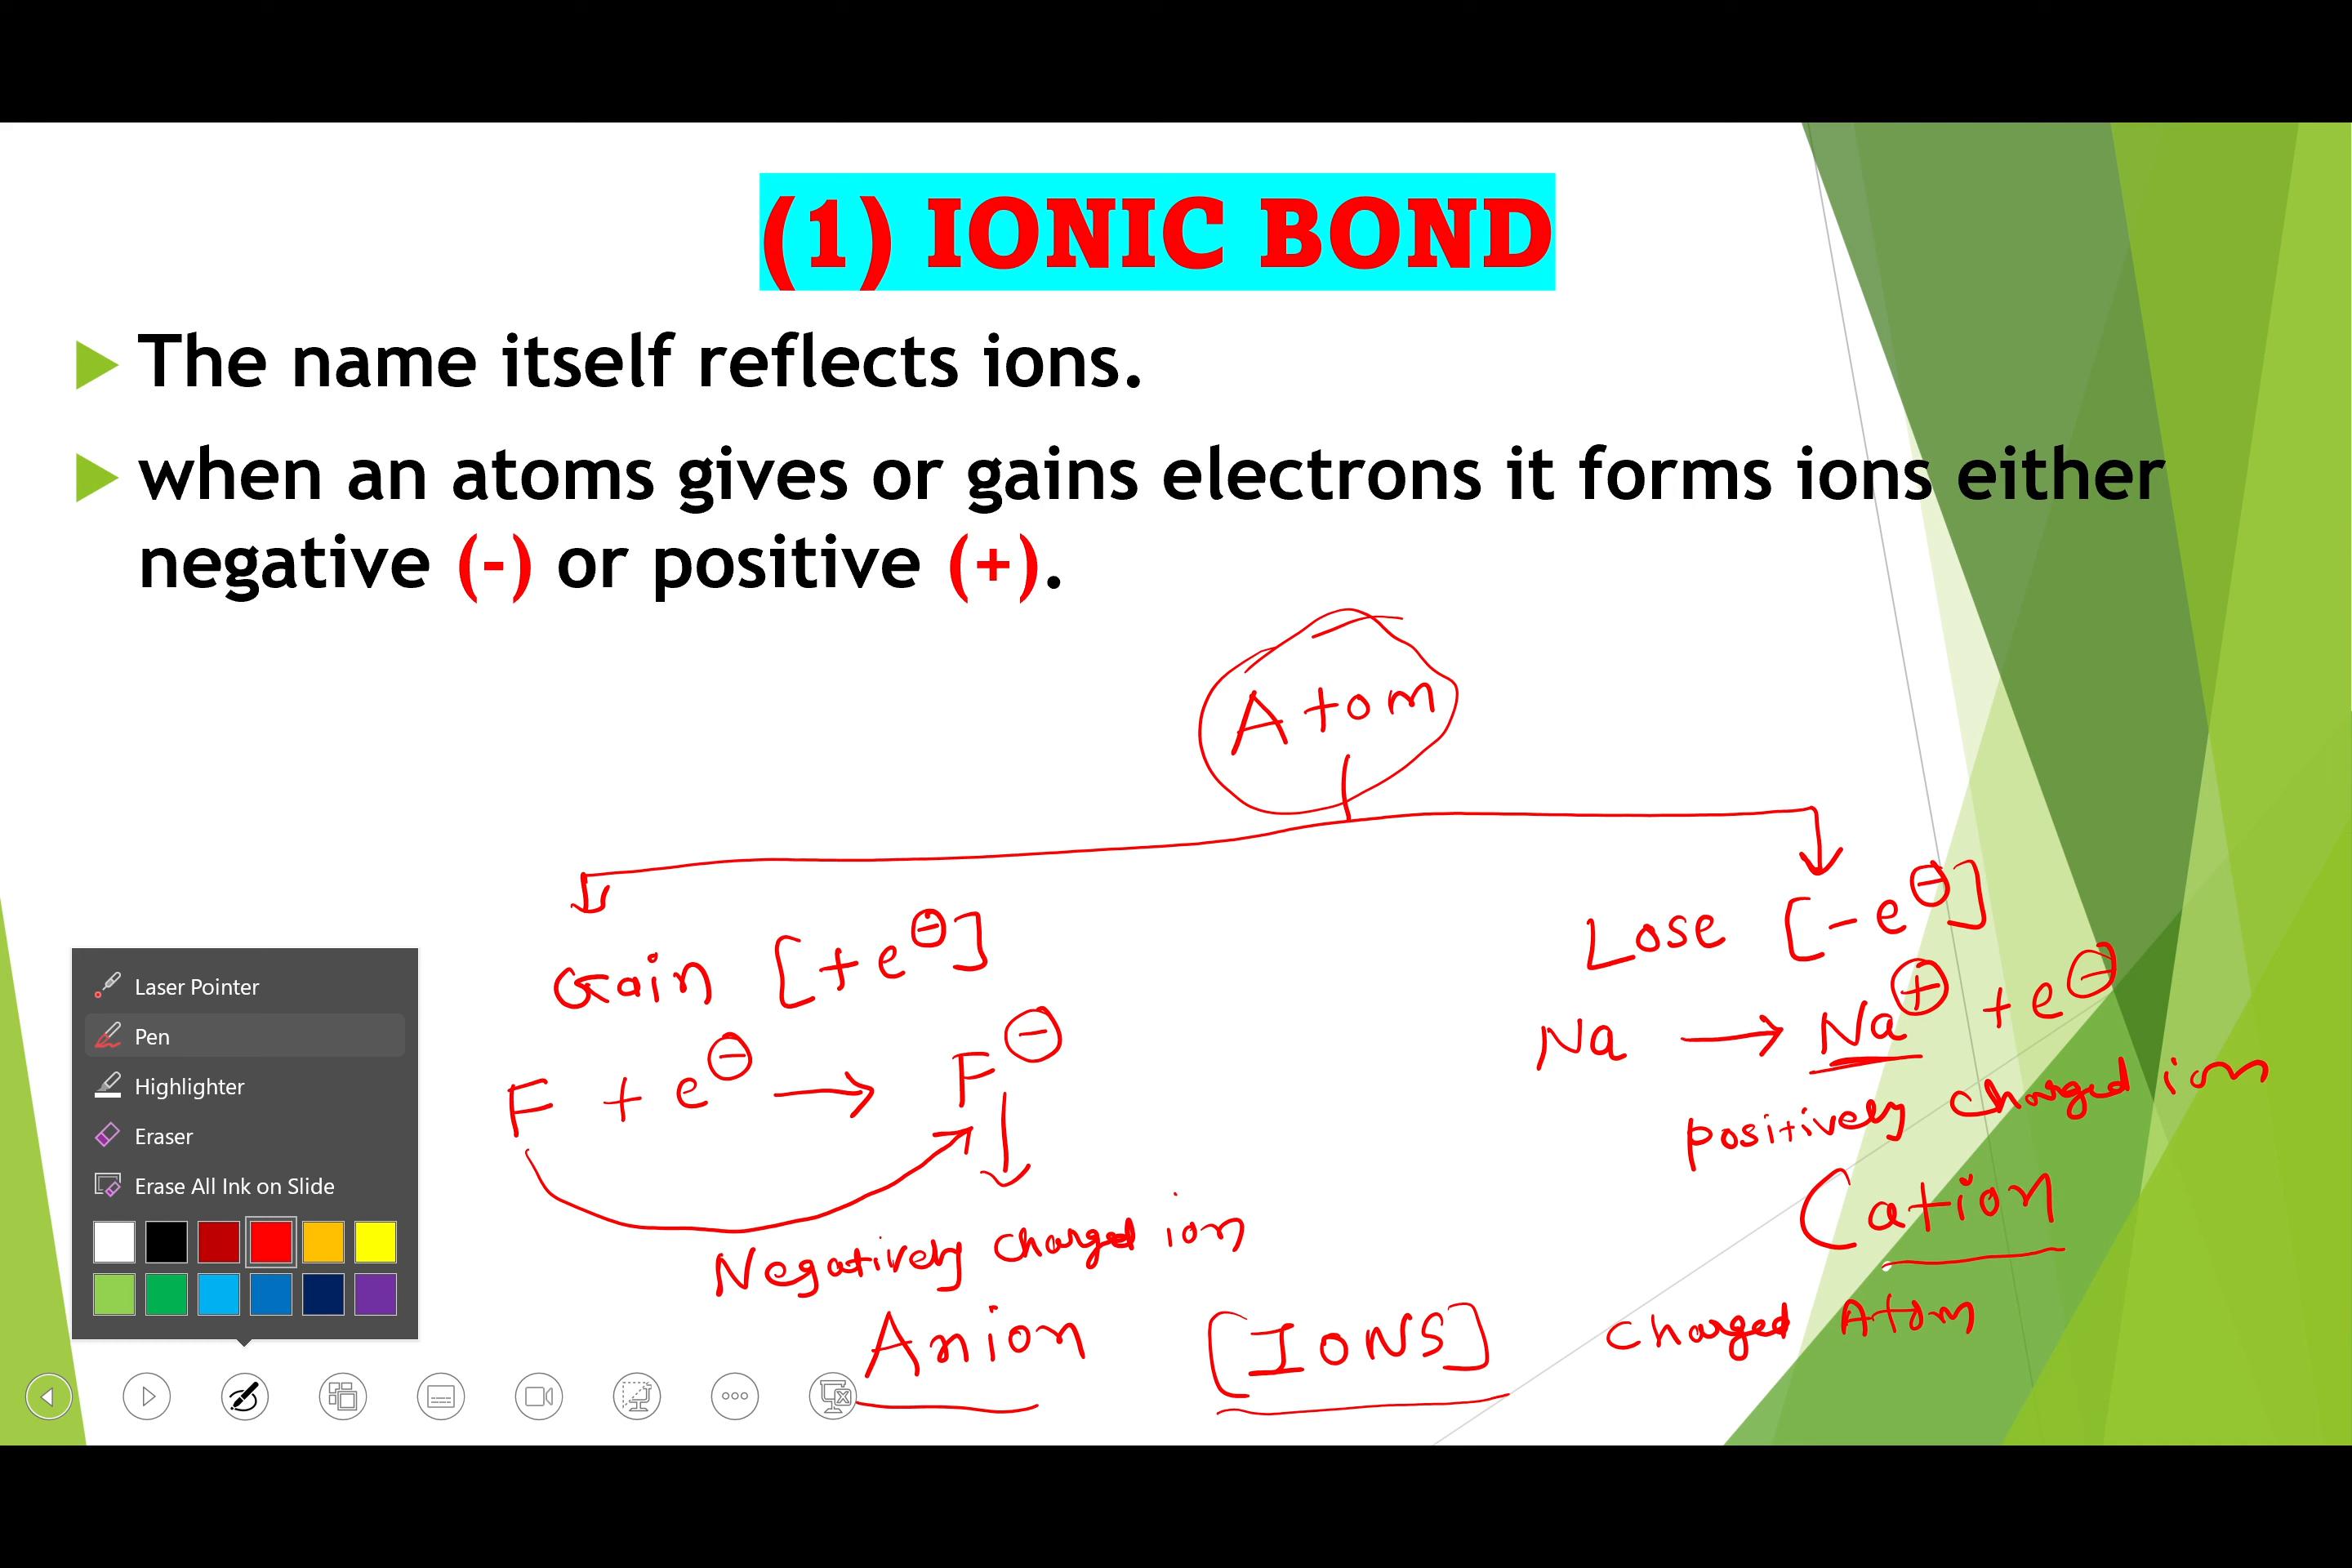 (1) IONIC BOND
The name itself reflects ions.
when an atoms gives or gains electrons it forms ions either
negative (-) or positive (+).
Atom
Gain [+e⊖]
Lose [-e⊖]
F + e⊖ → F⊖
Na → Na⊕ + e⊖
positively charged ion
Negatively charged ion
Cation
Anion
[IONS]
Charged Atom
Laser Pointer
Pen
Highlighter
Eraser
Erase All Ink on Slide